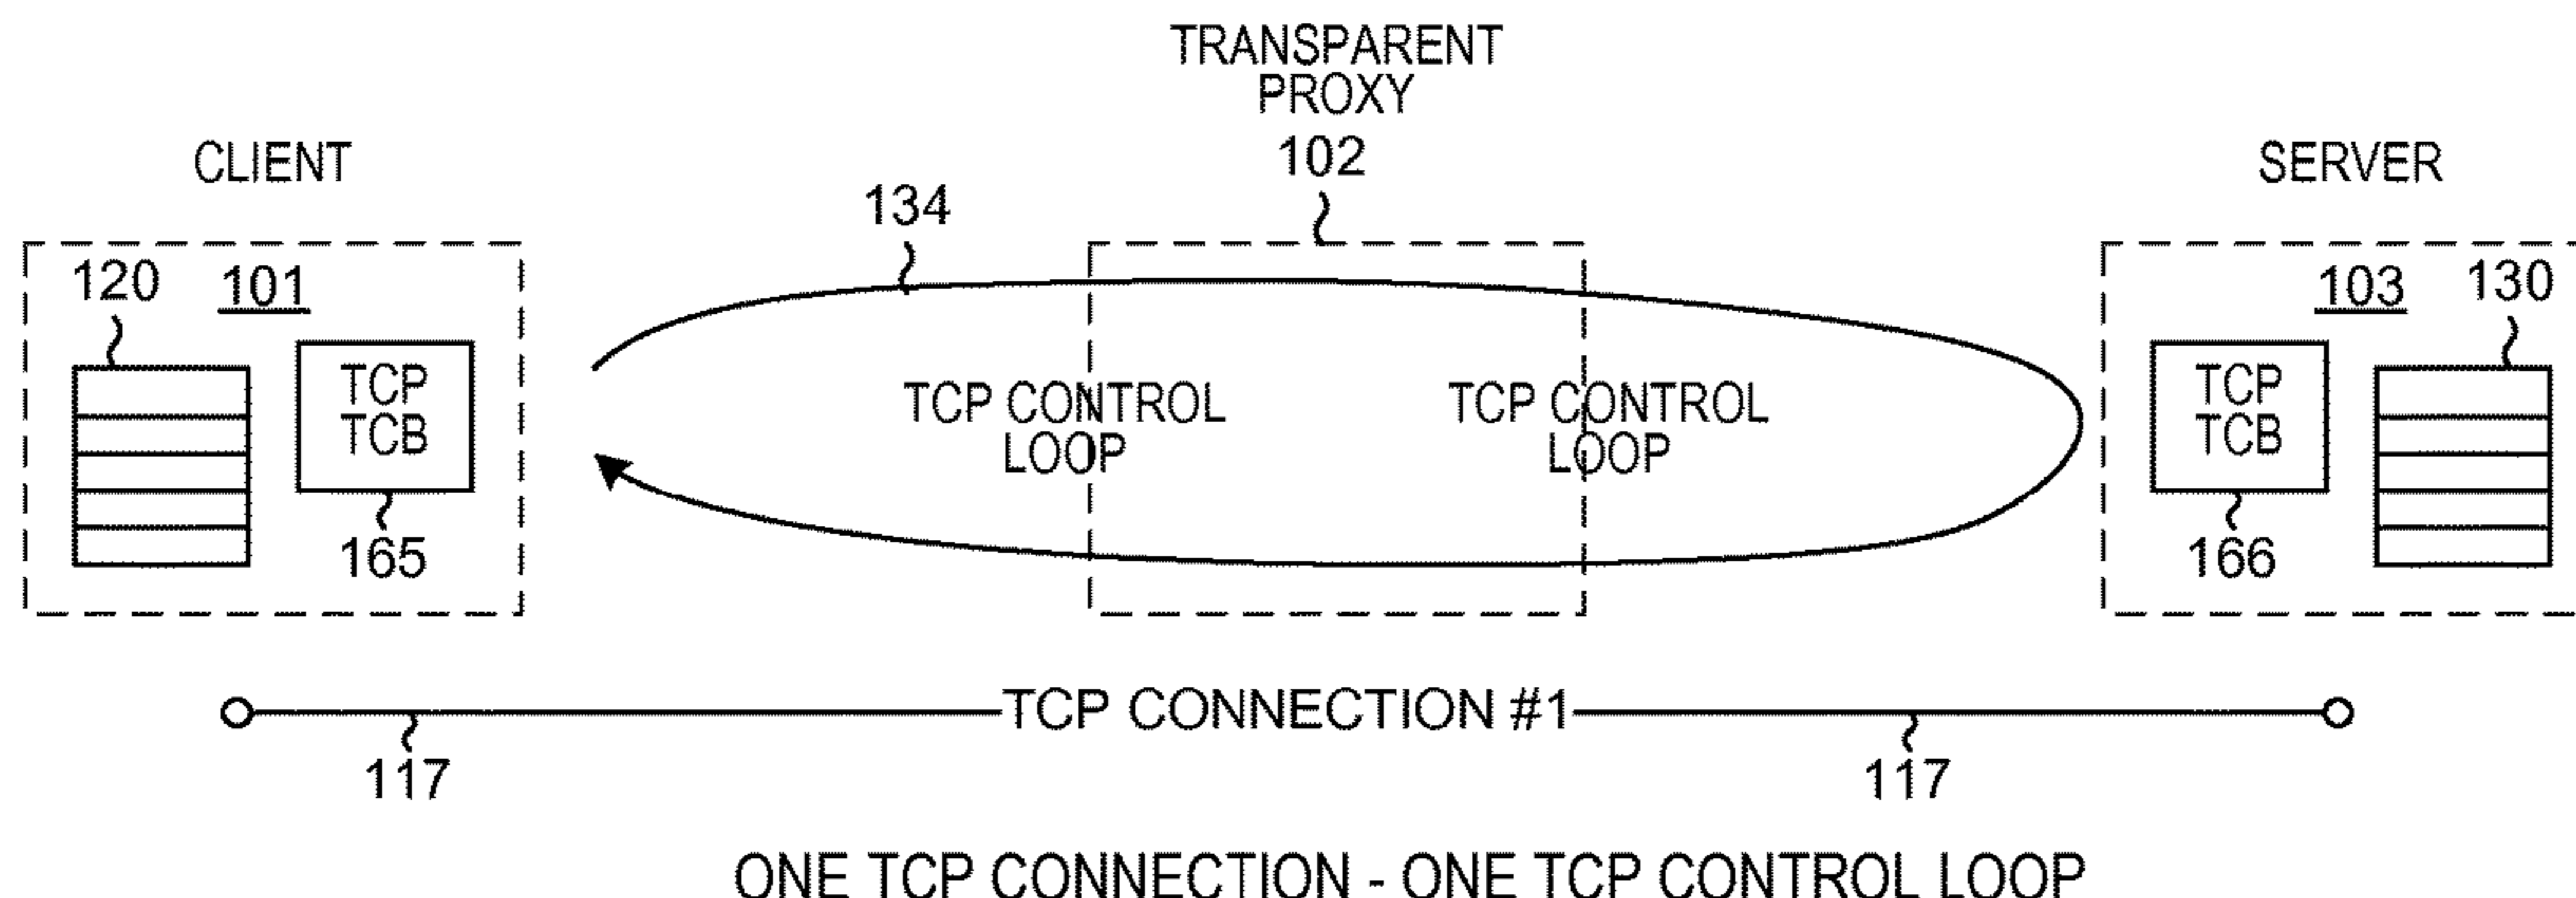 TRANSPARENT
PROXY
102
CLIENT
SERVER
134
120
101
103
130
TCP
TCB
TCP CONTROL
LOOP
TCP CONTROL
LOOP
TCP
TCB
165
166
TCP CONNECTION #1
117
117
ONE TCP CONNECTION - ONE TCP CONTROL LOOP